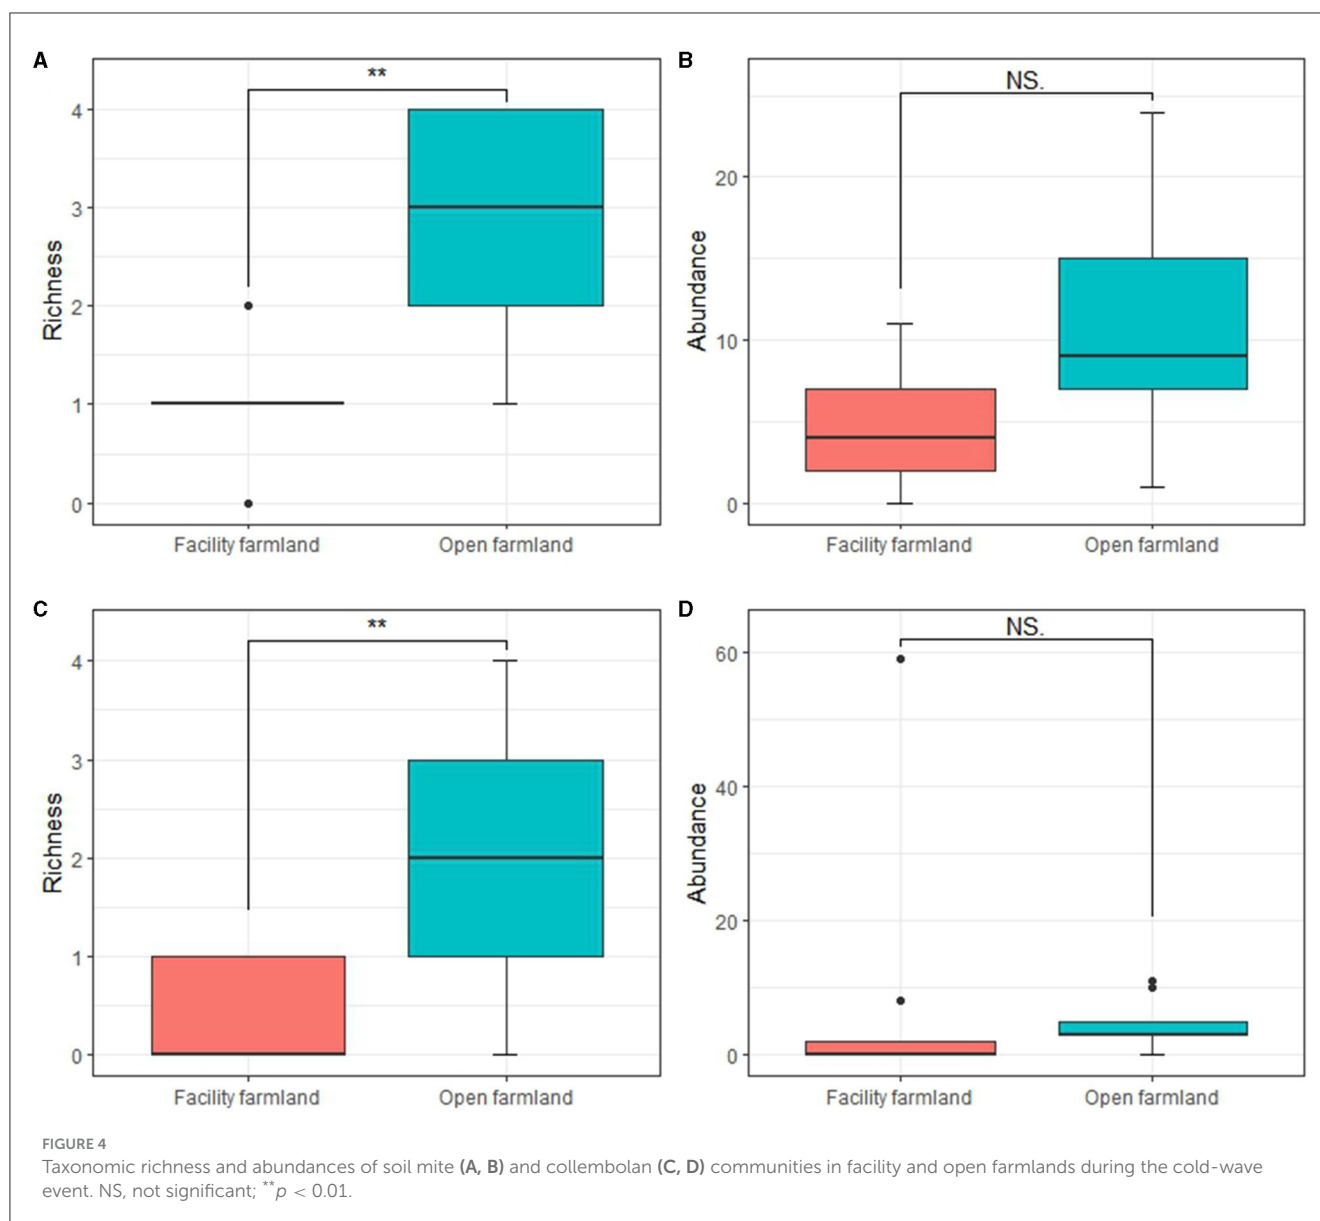 A
**
4
3
2
1
0
Richness
Facility farmland
Open farmland
B
NS.
20
10
0
Abundance
Facility farmland
Open farmland
C
**
4
3
2
1
0
Richness
Facility farmland
Open farmland
D
NS.
60
40
20
0
Abundance
Facility farmland
Open farmland
FIGURE 4
Taxonomic richness and abundances of soil mite (A, B) and collembolan (C, D) communities in facility and open farmlands during the cold-wave
event. NS, not significant; **p < 0.01.